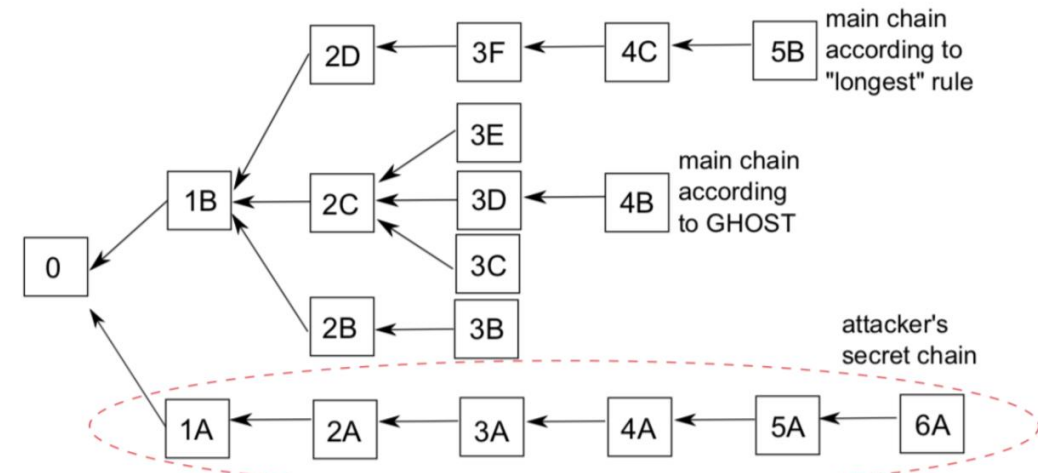 2D
3F
4C
5B
main chain
according to
"longest" rule
3E
1B
2C
3D
4B
main chain
according
to GHOST
0
3C
2B
3B
attacker's
secret chain
1A
2A
3A
4A
5A
6A